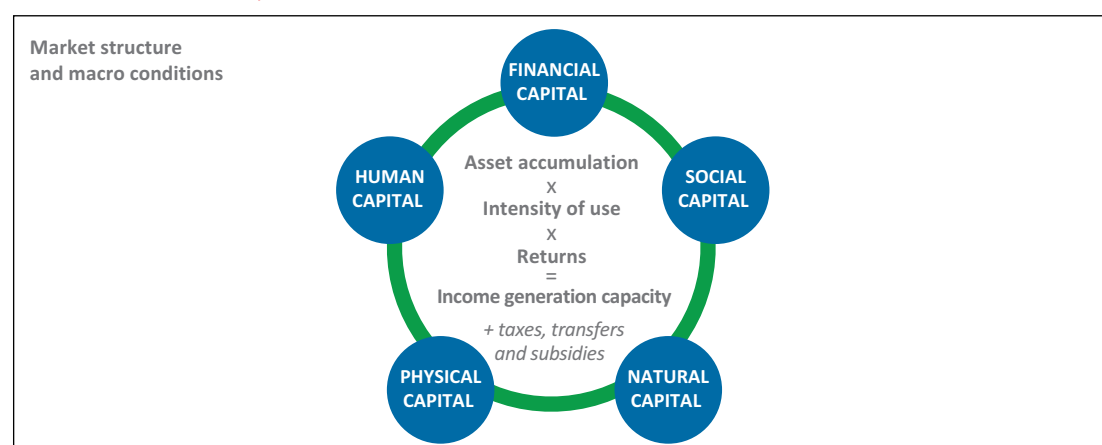 Market structure
and macro conditions
FINANCIAL
CAPITAL
HUMAN
CAPITAL
SOCIAL
CAPITAL
Asset accumulation
x
Intensity of use
x
Returns
=
Income generation capacity
+ taxes, transfers
and subsidies
PHYSICAL
CAPITAL
NATURAL
CAPITAL